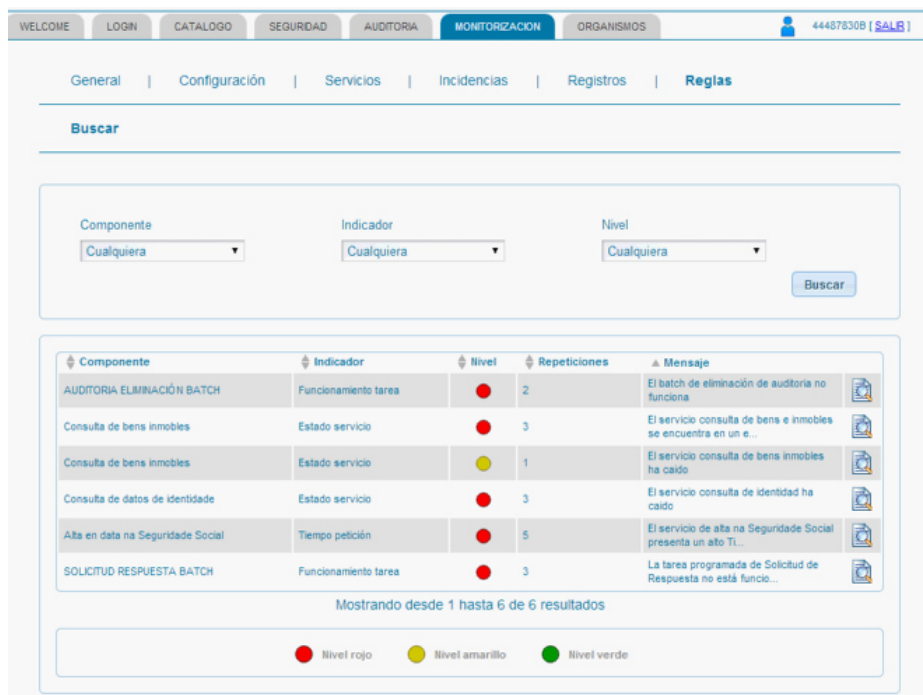 WELCOME LOGIN CATALOGO SEGURIDAD AUDITORIA MONITORIZACION ORGANISMOS 44487830B [ SALIR ]
General | Configuración | Servicios | Incidencias | Registros | Reglas
Buscar
Componente Indicador Nivel
Cualquiera Cualquiera Cualquiera
Buscar
Componente Indicador Nivel Repeticiones Mensaje
AUDITORIA ELIMINACIÓN BATCH Funcionamiento tarea 2 El batch de eliminación de auditoria no
funciona
Consulta de bens inmobles Estado servicio 3 El servicio consulta de bens e inmobles
se encuentra en un e...
Consulta de bens inmobles Estado servicio 1 El servicio consulta de bens inmobles
ha caido
Consulta de datos de identidade Estado servicio 3 El servicio consulta de identidad ha
caido
Alta en data na Seguridade Social Tiempo petición 5 El servicio de alta na Seguridade Social
presenta un alto Ti...
SOLICITUD RESPUESTA BATCH Funcionamiento tarea 3 La tarea programada de Solicitud de
Respuesta no está funcio...
Mostrando desde 1 hasta 6 de 6 resultados
Nivel rojo Nivel amarillo Nivel verde